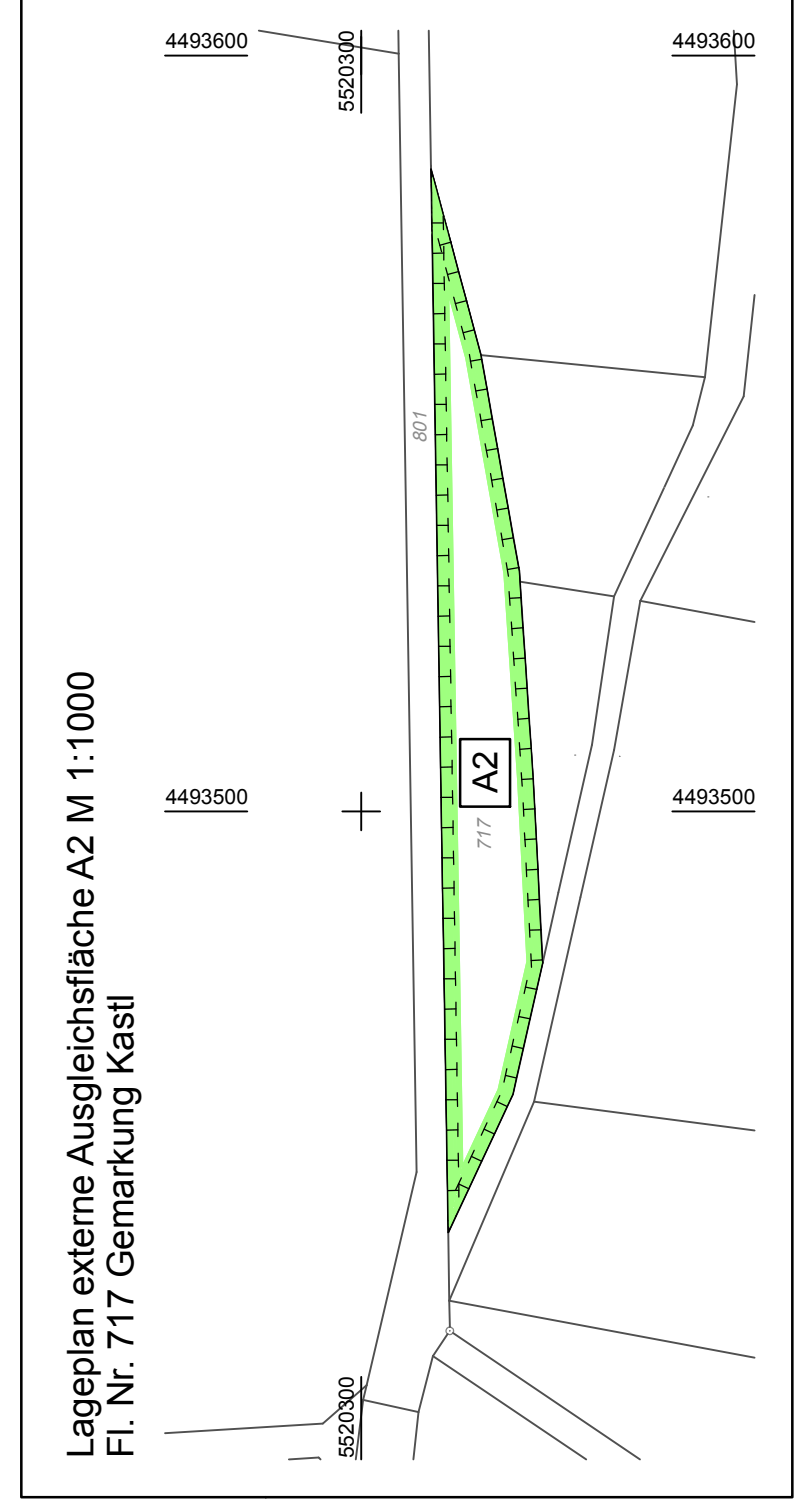 Lageplan externe Ausgleichsfläche A2 M 1:1000
Fl. Nr. 717 Gemarkung Kastl
4493600
5520300
4493600
801
A2
717
4493500
4493500
5520300